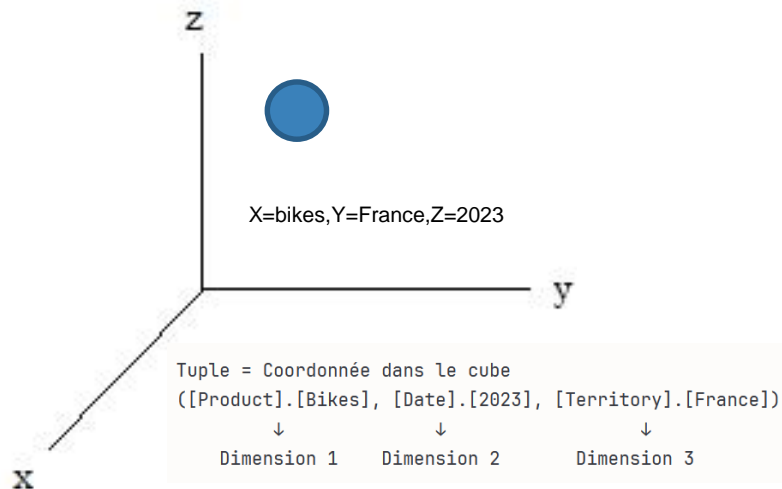 z
X=bikes,Y=France,Z=2023
y
Tuple = Coordonnée dans le cube
([Product].[Bikes], [Date].[2023], [Territory].[France])
↓ ↓ ↓
Dimension 1 Dimension 2 Dimension 3
x